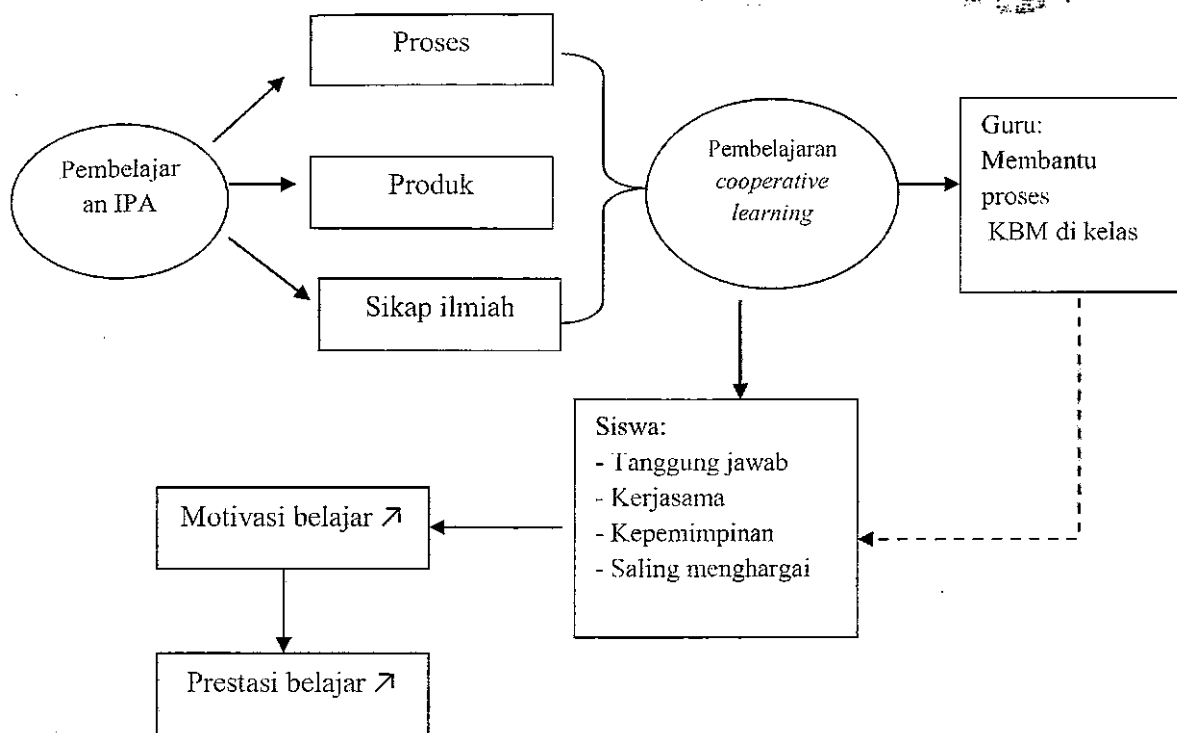 Proses
Pembelajar
an IPA
Produk
Sikap ilmiah
Pembelajaran
cooperative
learning
Guru:
Membantu
proses
KBM di kelas
Siswa:
- Tanggung jawab
- Kerjasama
- Kepemimpinan
- Saling menghargai
Motivasi belajar ↗
Prestasi belajar ↗